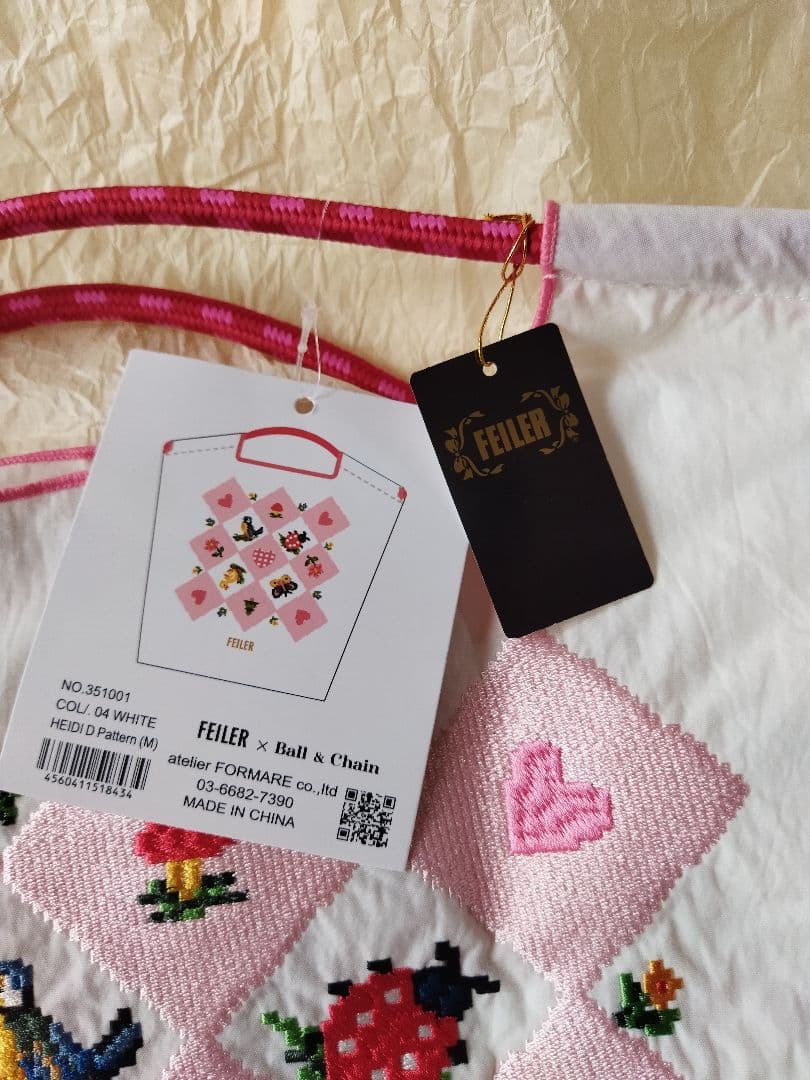 FEILER
FEILER
NO.351001
COL/. 04 WHITE
HEIDI D Pattern (M)
4560411518434
FEILER × Ball & Chain
atelier FORMARE co.,ltd
03-6682-7390
MADE IN CHINA